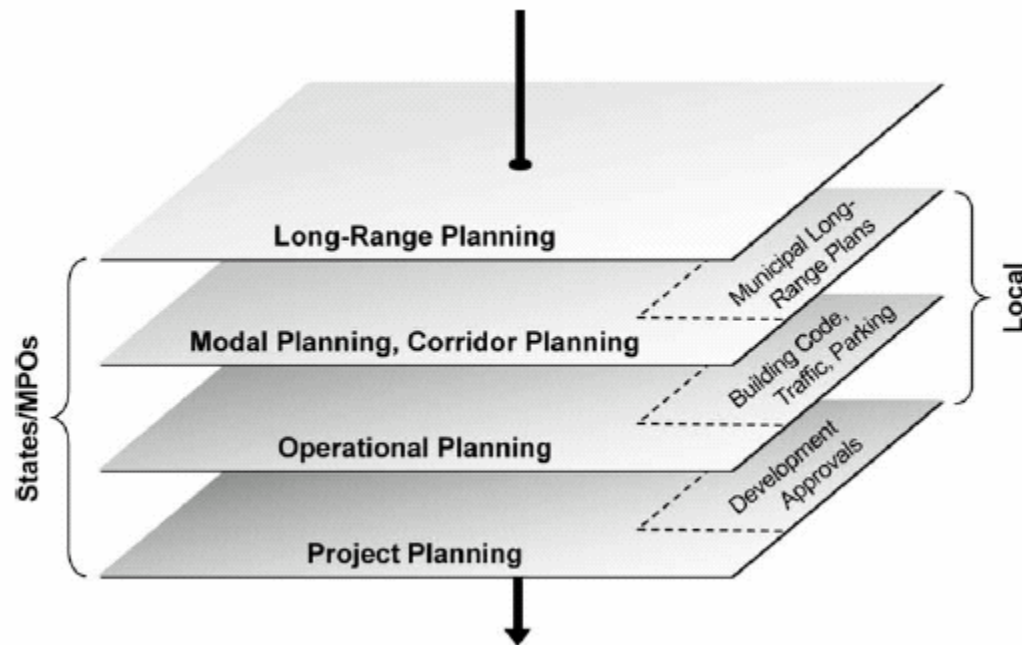 Long-Range Planning
Municipal Long-
Range Plans
Modal Planning, Corridor Planning
Building Code,
Traffic, Parking
Operational Planning
Development
Approvals
Project Planning
States/MPOs
Local